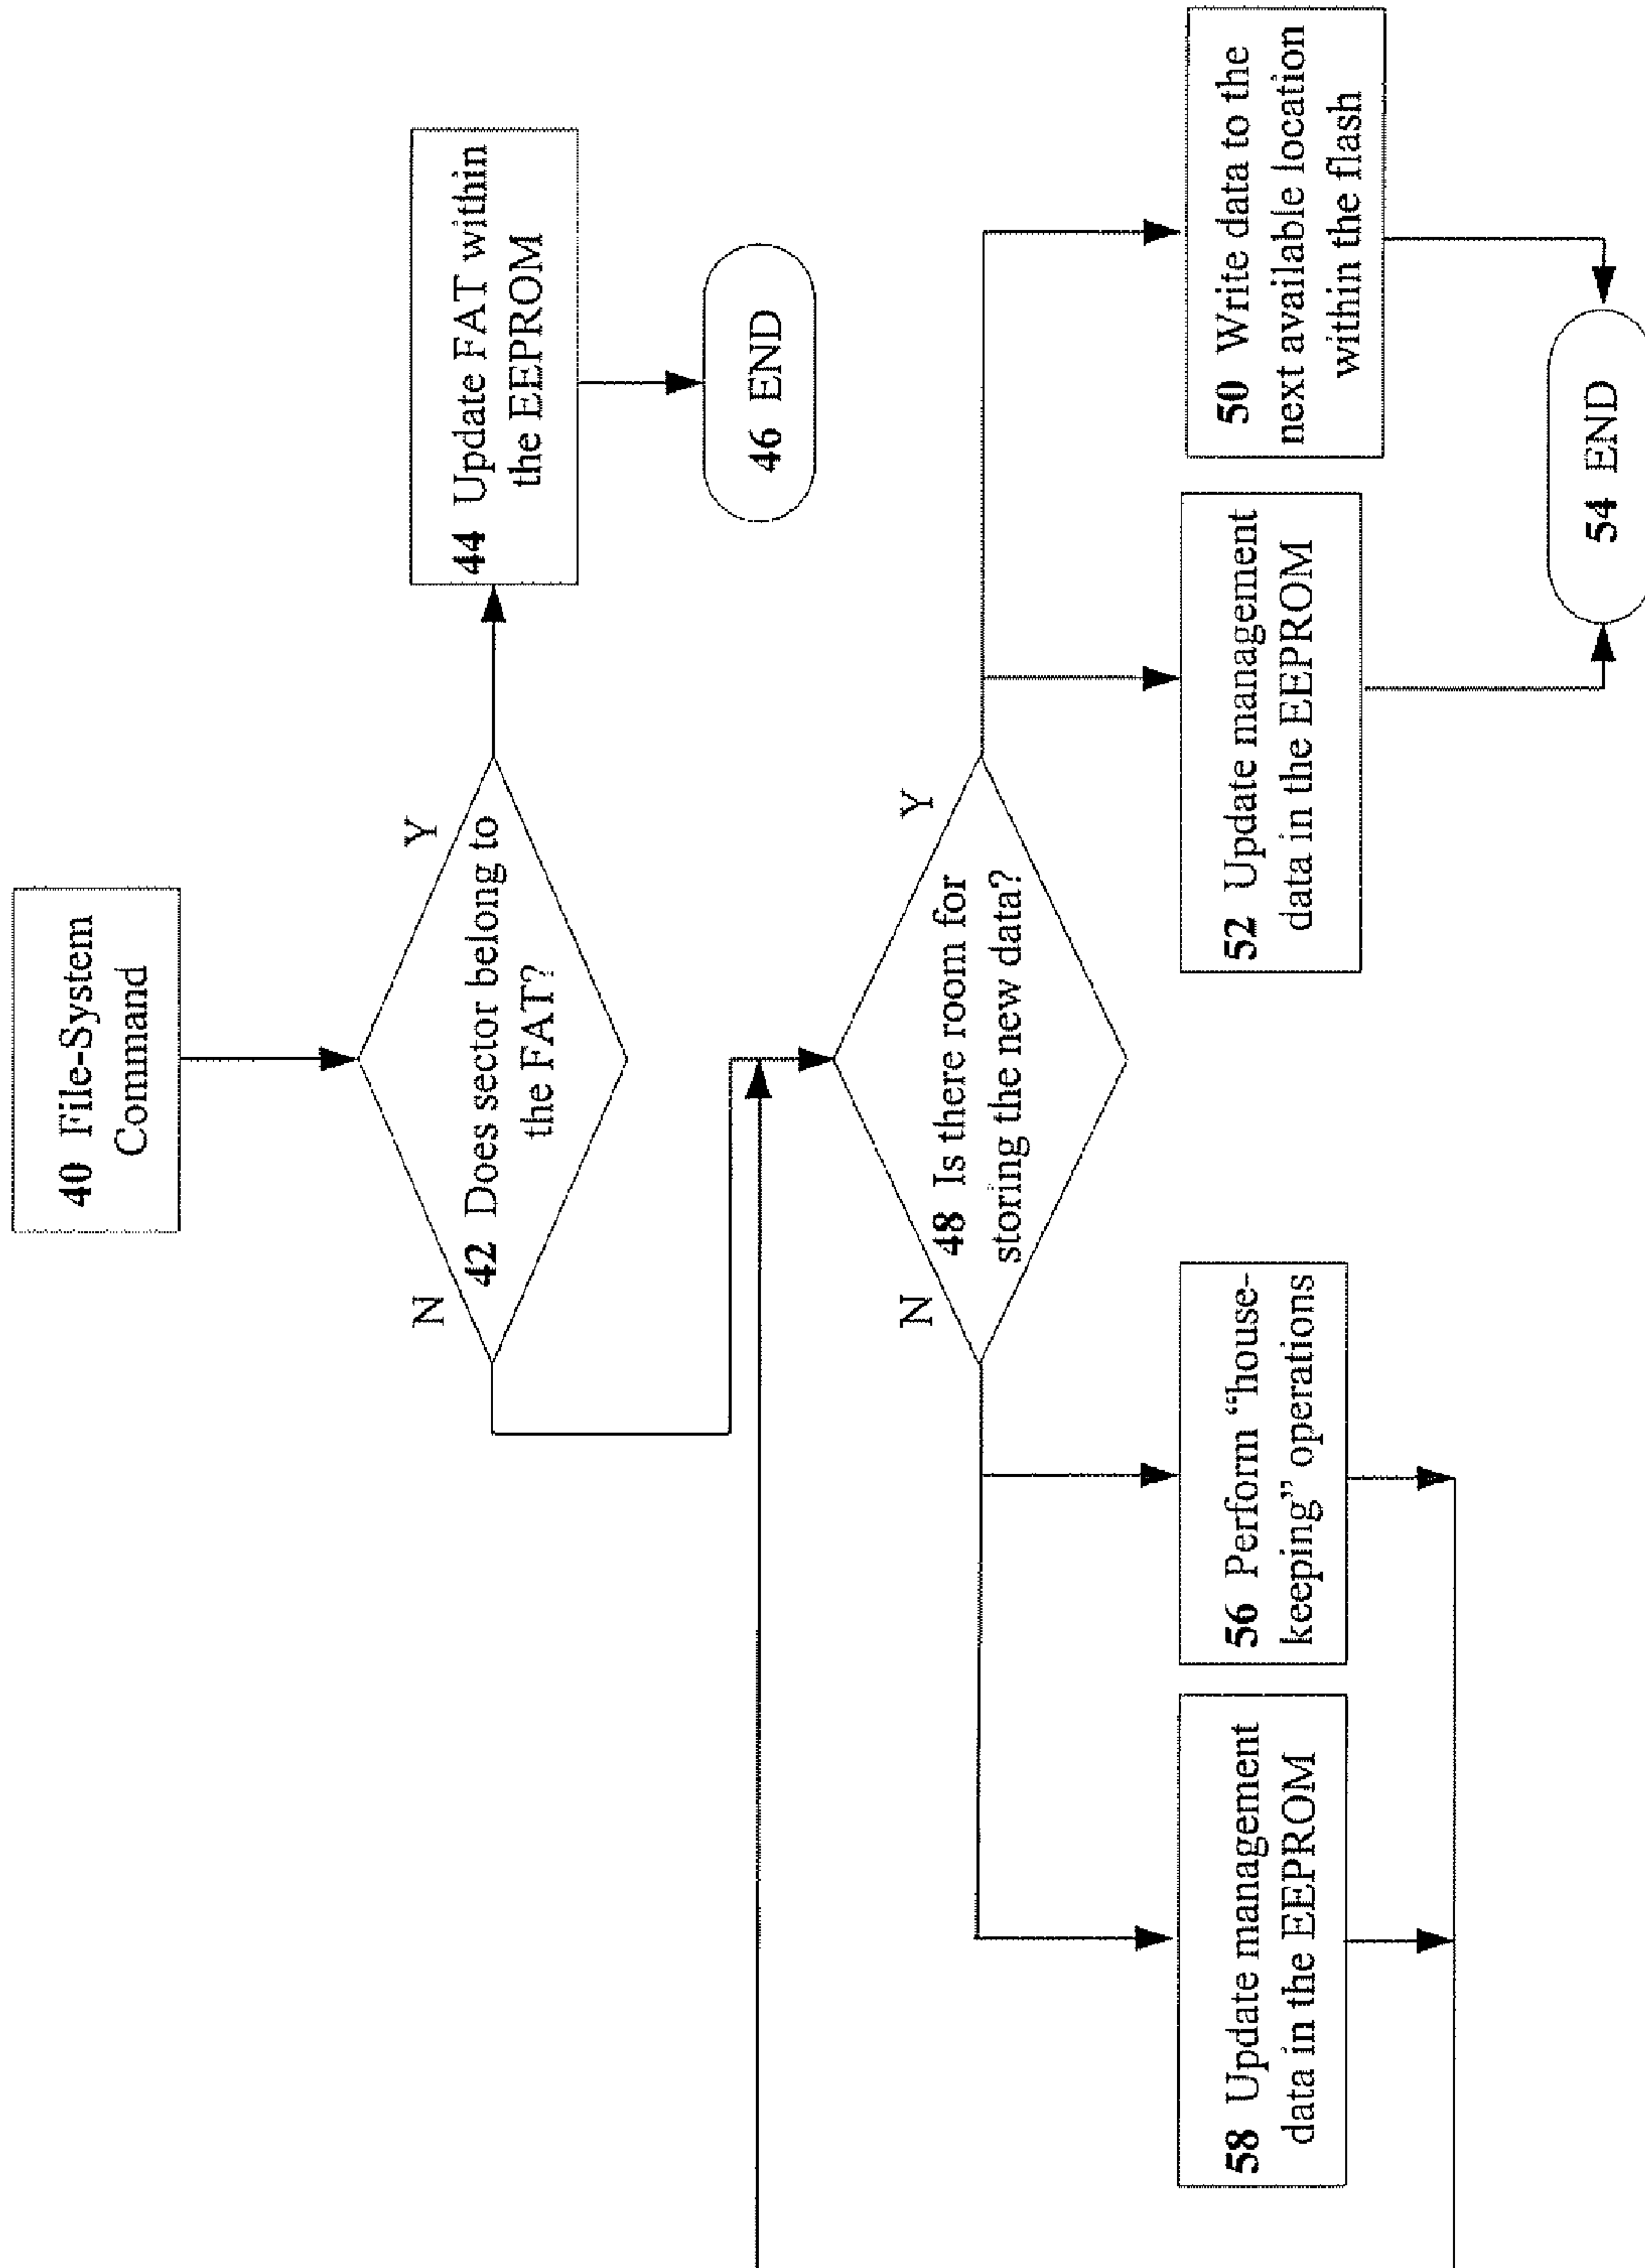 40 File-System
Command
Y
N
42 Does sector belong to
the FAT?
44 Update FAT within
the EEPROM
46 END
N
Y
48 Is there room for
storing the new data?
58 Update management
data in the EEPROM
56 Perform “house-
keeping” operations
52 Update management
data in the EEPROM
50 Write data to the
next available location
within the flash
54 END